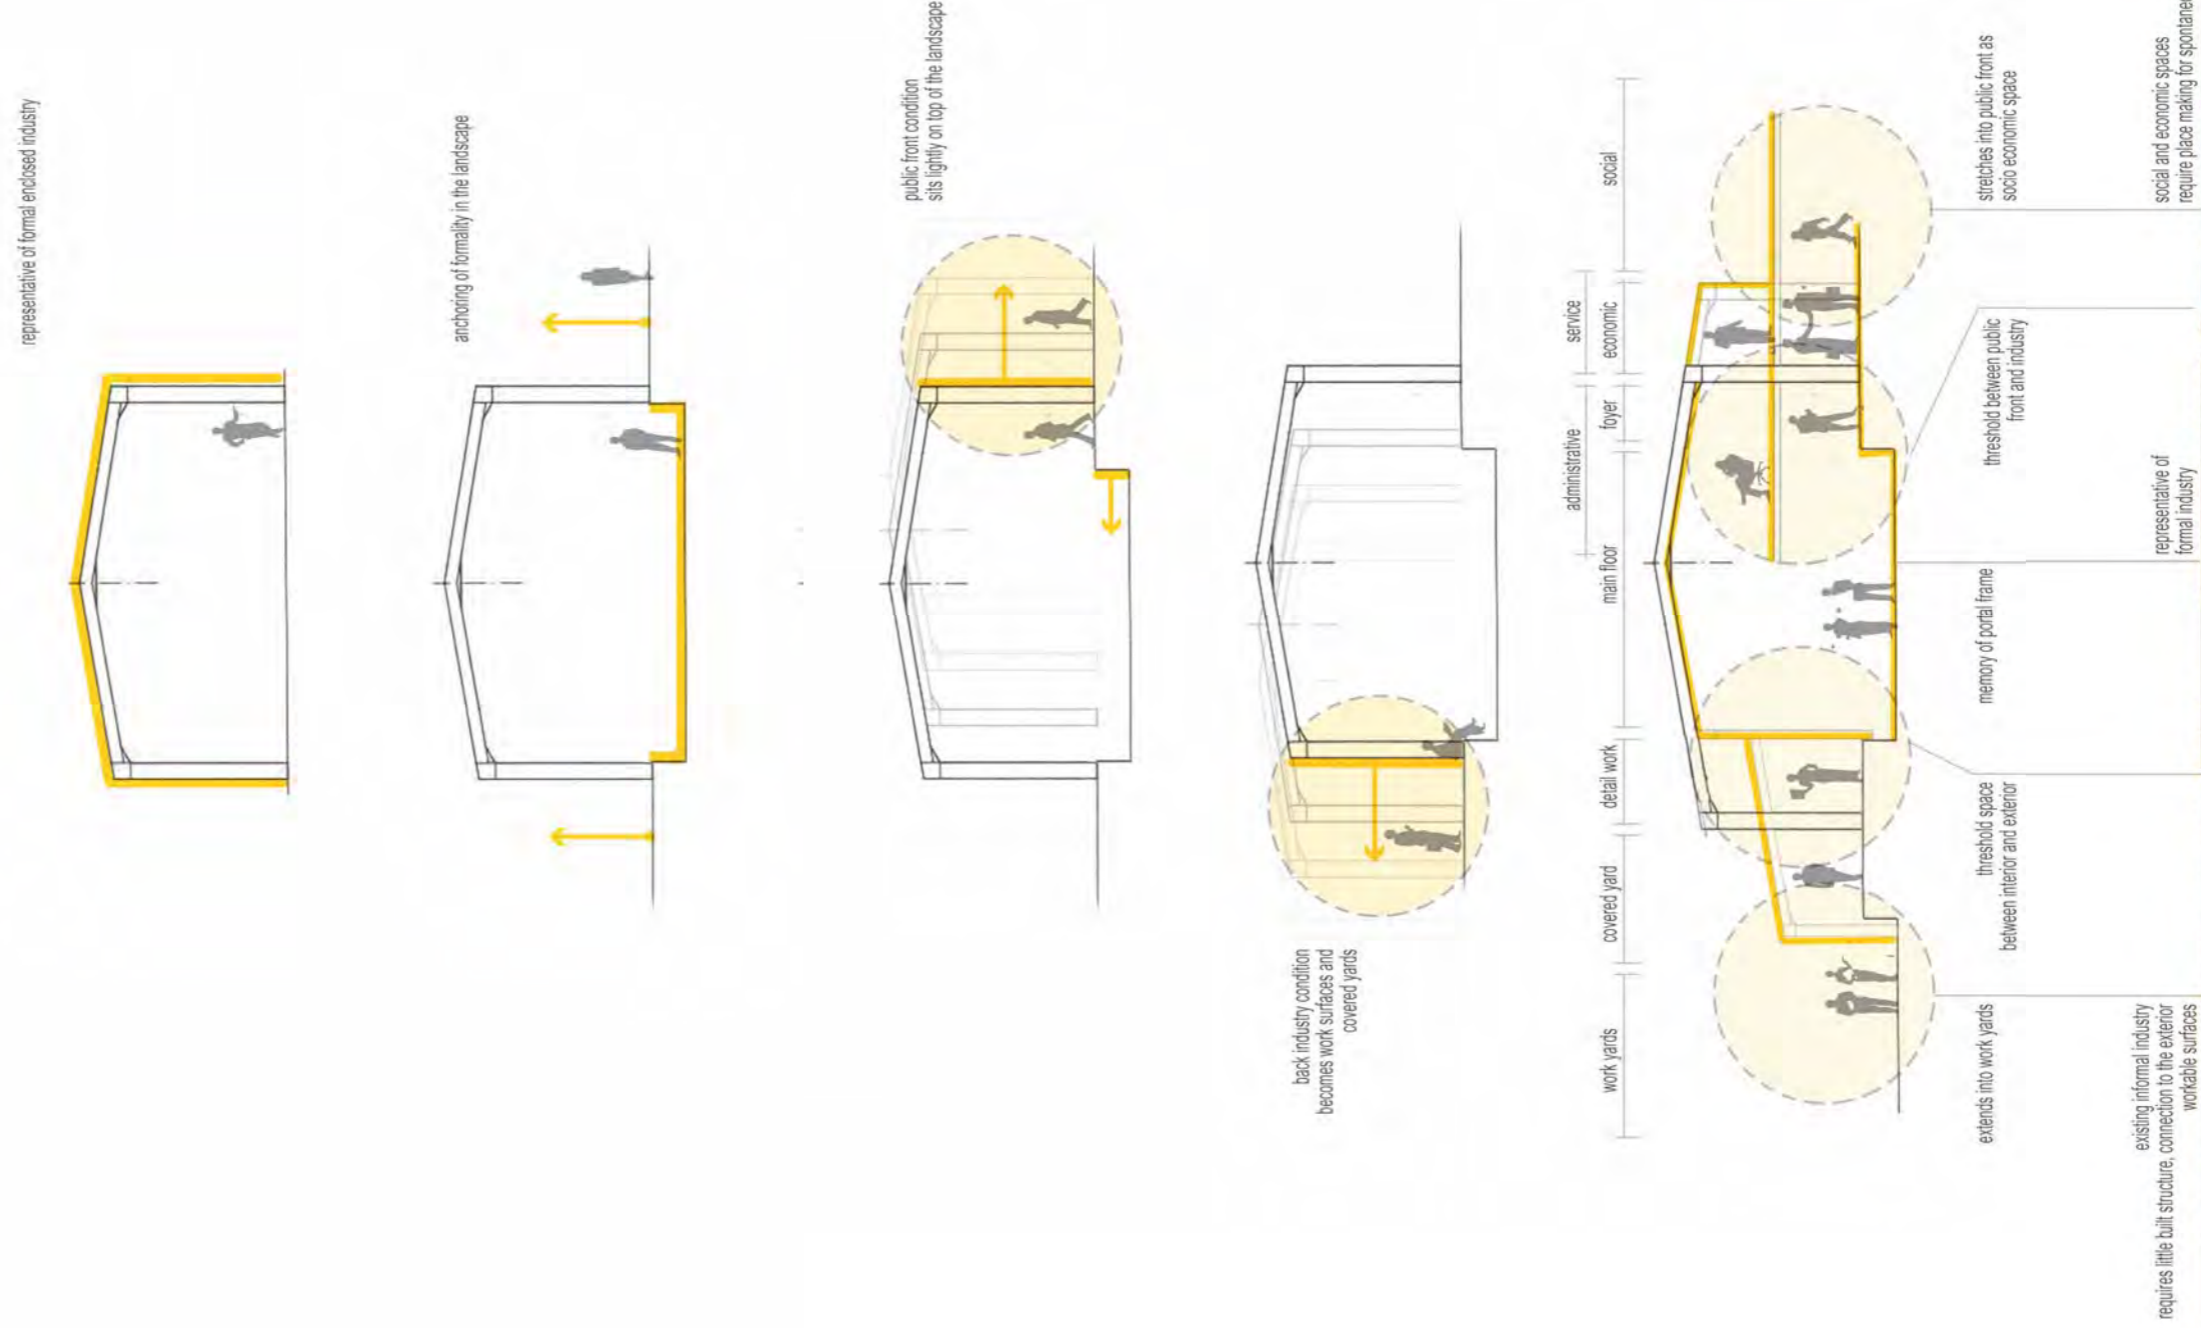 representative of formal enclosed industry
anchoring of formality in the landscape
public front condition
sits lightly on top of the landscape
back industry condition
becomes work surfaces and
covered yards
administrative
service
work yards
covered yard
detail work
main floor
foyer
economic
social
extends into work yards
threshold space
between interior and exterior
memory of portal frame
threshold between public
front and industry
stretches into public front as
socio economic space
existing informal industry
requires little built structure, connection to the exterior
workable surfaces
representative of
formal industry
social and economic spaces
require place making for